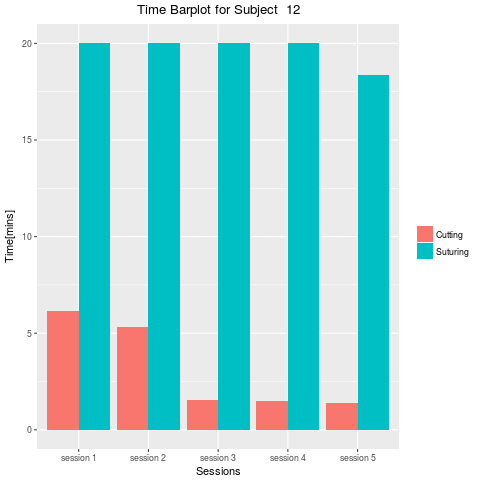 Time Barplot for Subject  12
20
15
10
5
0
Time[mins]
session 1
session 2
session 3
session 4
session 5
Sessions
Cutting
Suturing